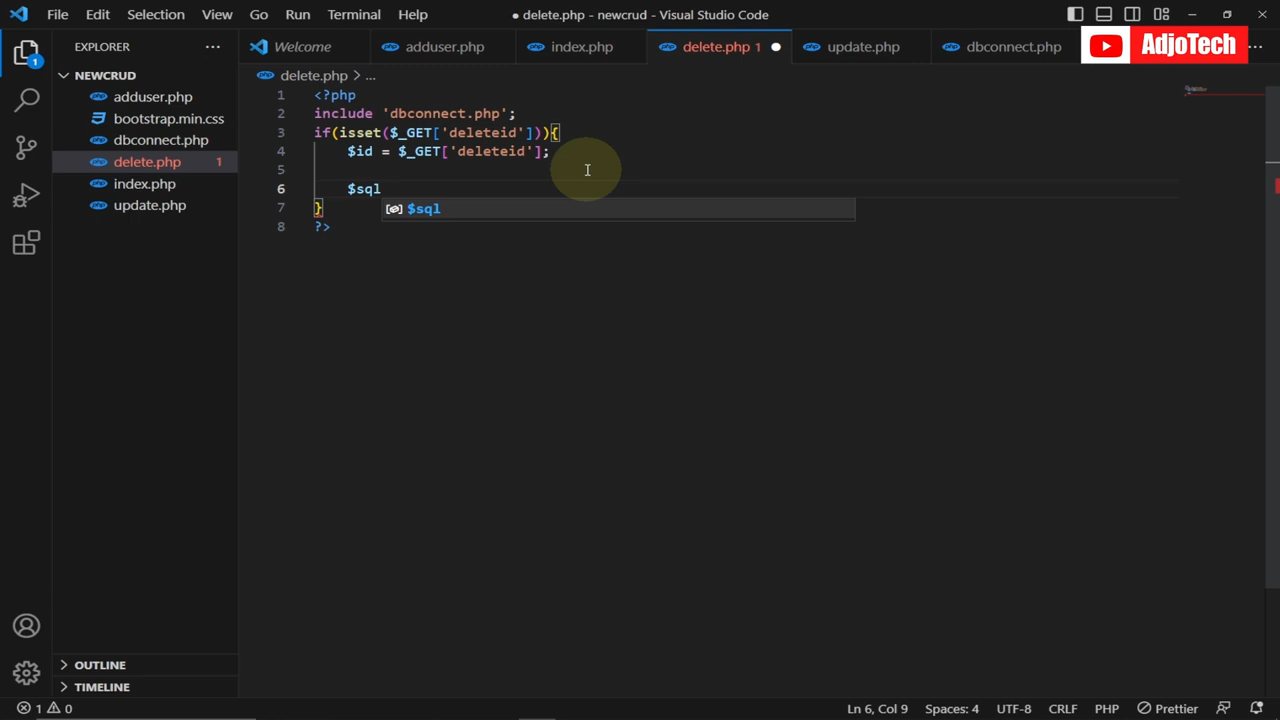 File Edit Selection View Go Run Terminal Help
● delete.php - newcrud - Visual Studio Code
EXPLORER
NEWCRUD
adduser.php
bootstrap.min.css
dbconnect.php
delete.php 1
index.php
update.php
OUTLINE
TIMELINE
1
Welcome adduser.php index.php delete.php 1 update.php dbconnect.php
AdjoTech
delete.php > ...
1 <?php
2 include 'dbconnect.php';
3 if(isset($_GET['deleteid'])){
4 $id = $_GET['deleteid'];
5
6 $sql
$sql
7 }
8 ?>
1 0 Ln 6, Col 9 Spaces: 4 UTF-8 CRLF PHP Prettier